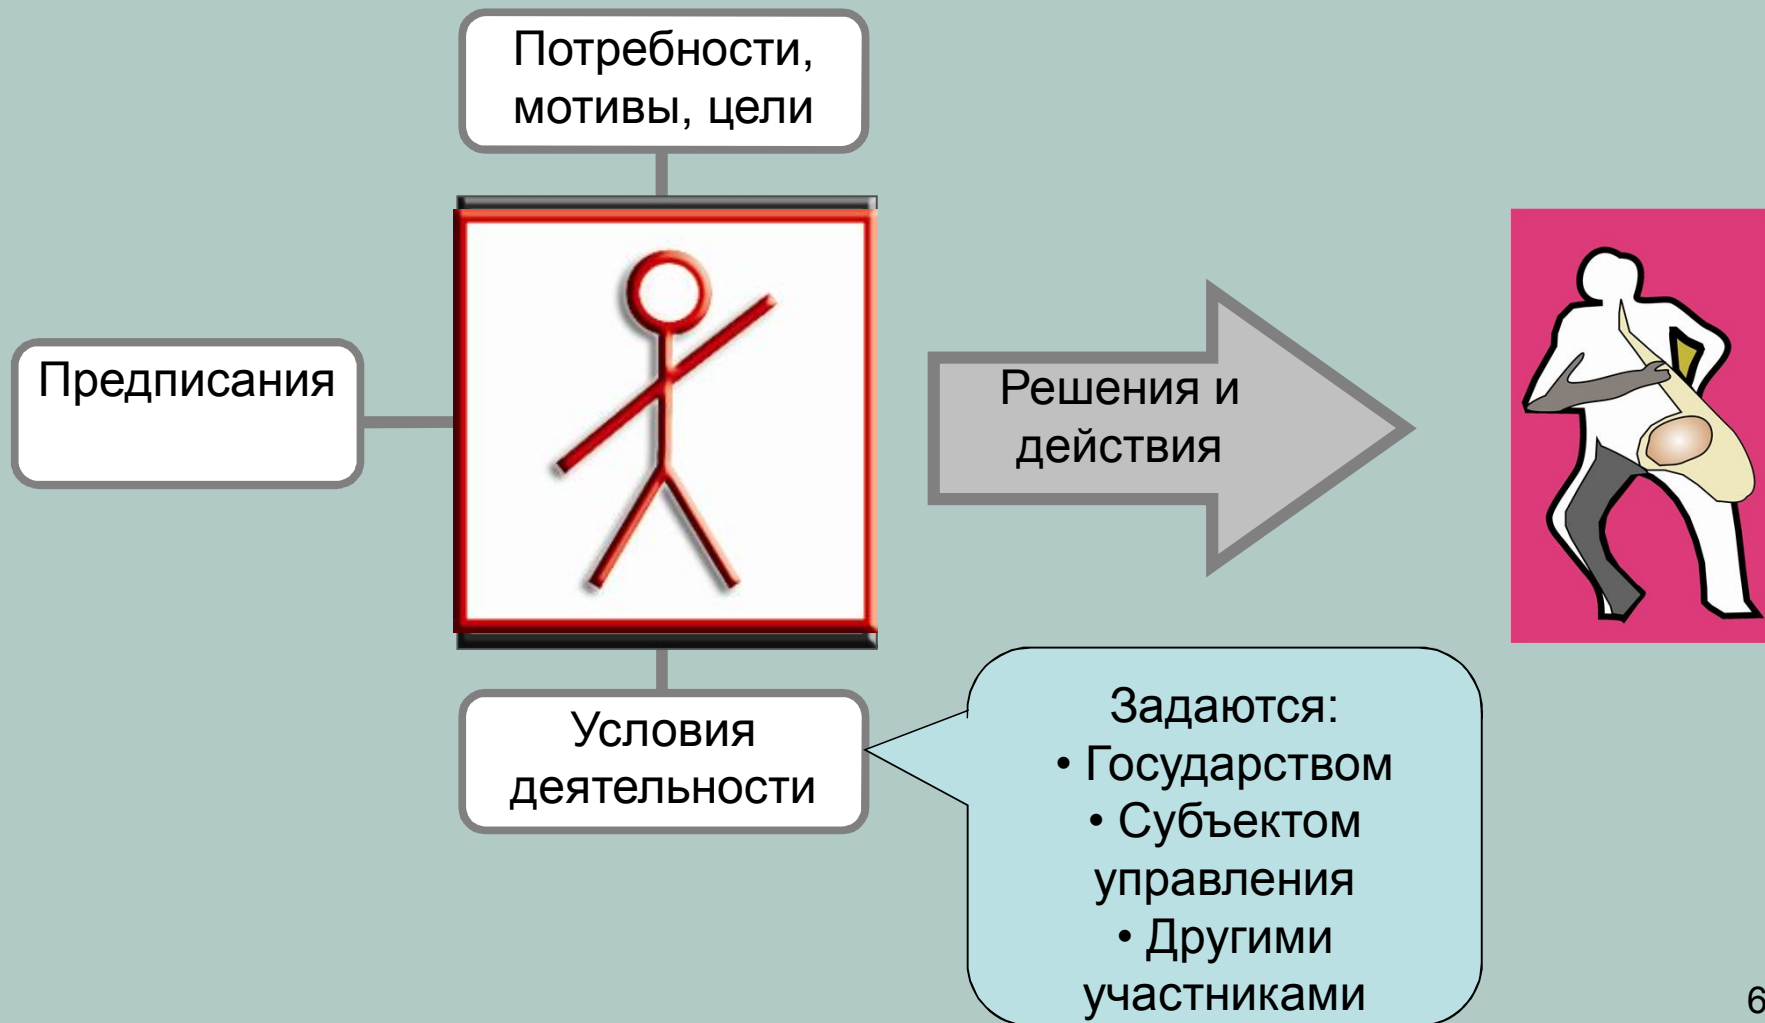 Потребности,
мотивы, цели
Предписания
Решения и
действия
Условия
деятельности
Задаются:
• Государством
• Субъектом
управления
• Другими
участниками
6